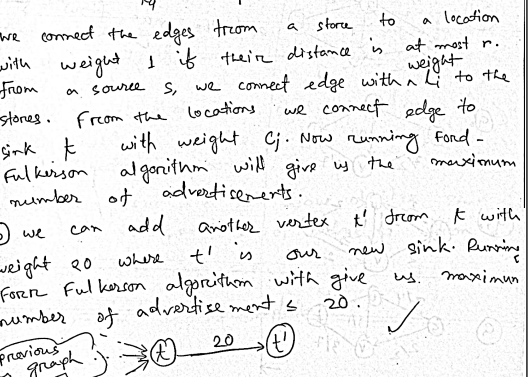 we connect the edges from a store to a location
with weight 1 if their distance is at most r.
From a source s, we connect edge with weight Li to the
stores. From the locations we connect edge to
sink t with weight Cj. Now running Ford-
Fulkerson algorithm will give us the maximum
number of advertisements.
we can add another vertex t' from t with
weight 20 where t' is our new sink. Running
Ford Fulkerson algorithm with give us maximum
number of advertisement ≤ 20.
previous graph t 20 t'